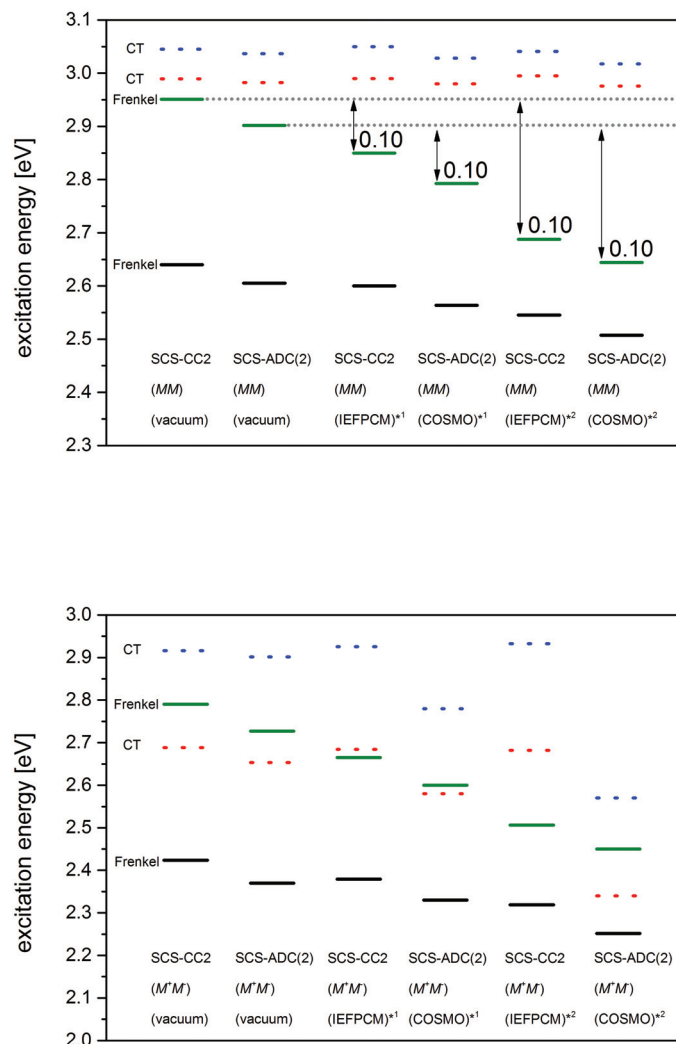 3.1
CT
3.0
CT
Frenkel
2.9
0.10
0.10
2.8
2.7
0.10
0.10
Frenkel
2.6
2.5
SCS-CC2 SCS-ADC(2) SCS-CC2 SCS-ADC(2) SCS-CC2 SCS-ADC(2)
2.4
(MM) (MM) (MM) (MM) (MM) (MM)
(vacuum) (vacuum) (IEFPCM)*1 (COSMO)*1 (IEFPCM)*2 (COSMO)*2
2.3
excitation energy [eV]
3.0
CT
2.9
2.8
Frenkel
2.7
CT
2.6
2.5
Frenkel
2.4
2.3
2.2
SCS-CC2 SCS-ADC(2) SCS-CC2 SCS-ADC(2) SCS-CC2 SCS-ADC(2)
2.1
(M⁺M⁻) (M⁺M⁻) (M⁺M⁻) (M⁺M⁻) (M⁺M⁻) (M⁺M⁻)
(vacuum) (vacuum) (IEFPCM)*1 (COSMO)*1 (IEFPCM)*2 (COSMO)*2
2.0
excitation energy [eV]